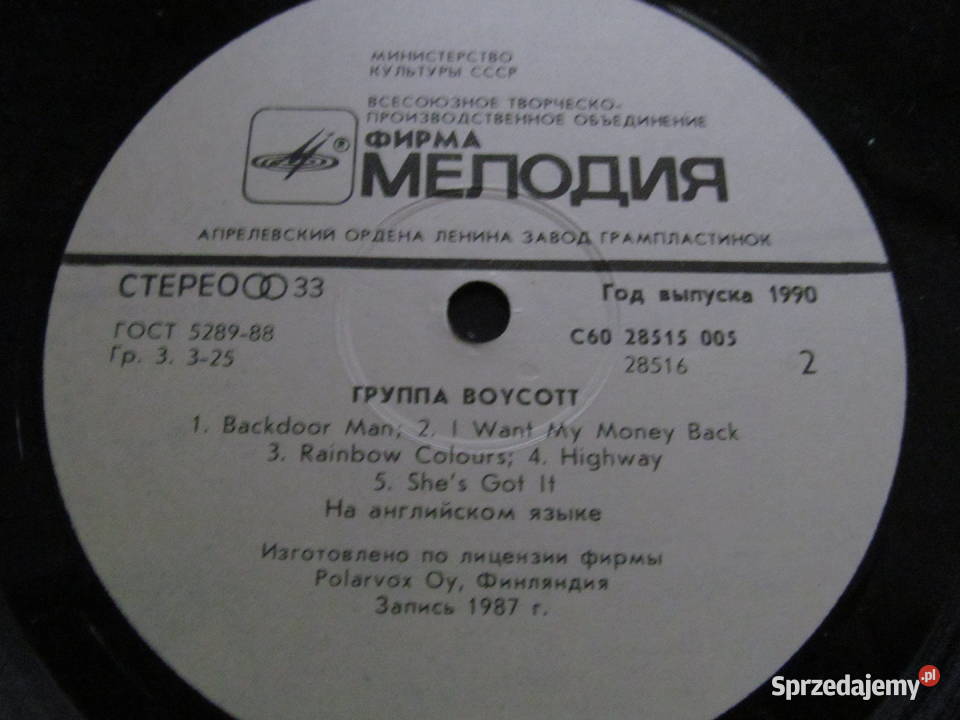 МИНИСТЕРСТВО
КУЛЬТУРЫ СССР
ВСЕСОЮЗНОЕ ТВОРЧЕСКО-
ПРОИЗВОДСТВЕННОЕ ОБЪЕДИНЕНИЕ
ФИРМА
® МЕЛОДИЯ
АПРЕЛЕВСКИЙ ОРДЕНА ЛЕНИНА ЗАВОД ГРАМПЛАСТИНОК
СТЕРЕО 33 Год выпуска 1990
ГОСТ 5289-88 С60 28515 005
Гр. 3. 3-25 28516 2
ГРУППА BOYCOTT
1. Backdoor Man; 2. I Want My Money Back
3. Rainbow Colours; 4. Highway
5. She's Got It
На английском языке
Изготовлено по лицензии фирмы
Polarvox Oy, Финляндия
Запись 1987 г.
Sprzedajemy.pl